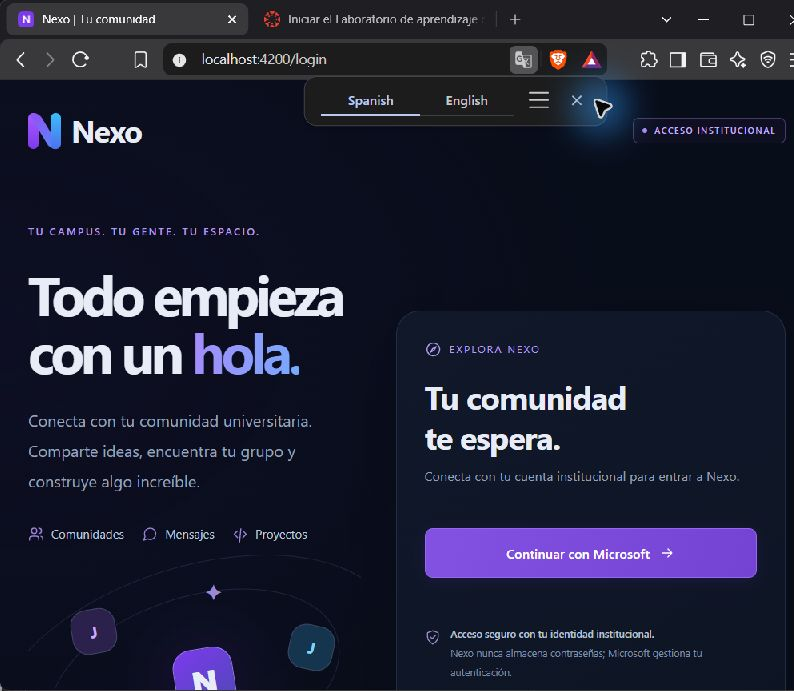 Nexo | Tu comunidad
Iniciar el Laboratorio de aprendizaje
localhost:4200/login
Spanish
English
Nexo
ACCESO INSTITUCIONAL
TU CAMPUS. TU GENTE. TU ESPACIO.
Todo empieza
con un hola.
Conecta con tu comunidad universitaria.
Comparte ideas, encuentra tu grupo y
construye algo increíble.
Comunidades
Mensajes
Proyectos
J
J
N
EXPLORA NEXO
Tu comunidad
te espera.
Conecta con tu cuenta institucional para entrar a Nexo.
Continuar con Microsoft →
Acceso seguro con tu identidad institucional.
Nexo nunca almacena contraseñas; Microsoft gestiona tu
autenticación.